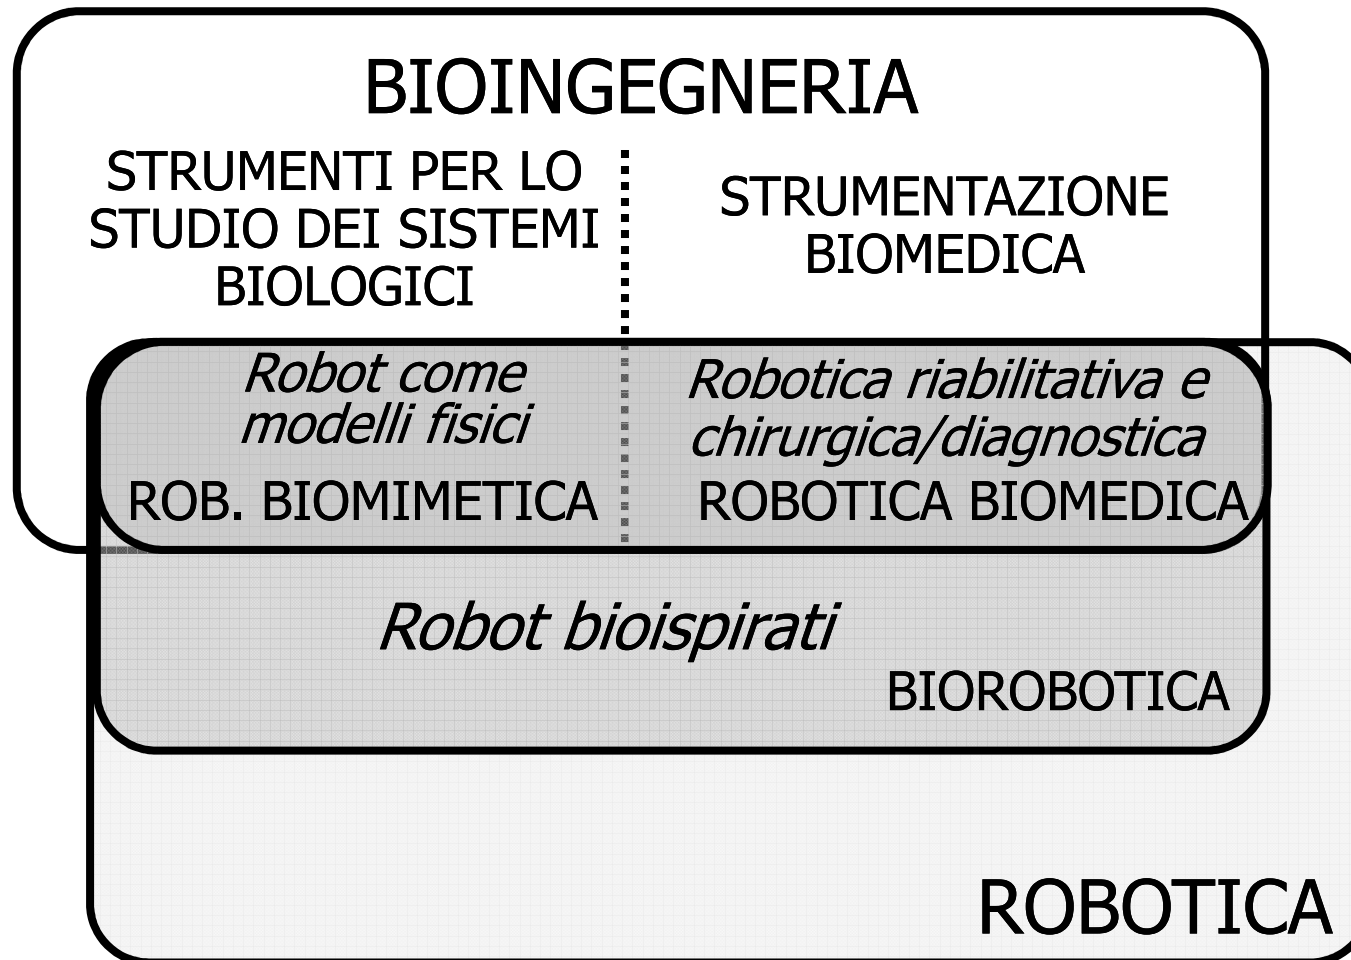 BIOINGEGNERIA
STRUMENTI PER LO
STUDIO DEI SISTEMI
BIOLOGICI
STRUMENTAZIONE
BIOMEDICA
Robot come
modelli fisici
ROB. BIOMIMETICA
Robotica riabilitativa e
chirurgica/diagnostica
ROBOTICA BIOMEDICA
Robot bioispirati
BIOROBOTICA
ROBOTICA